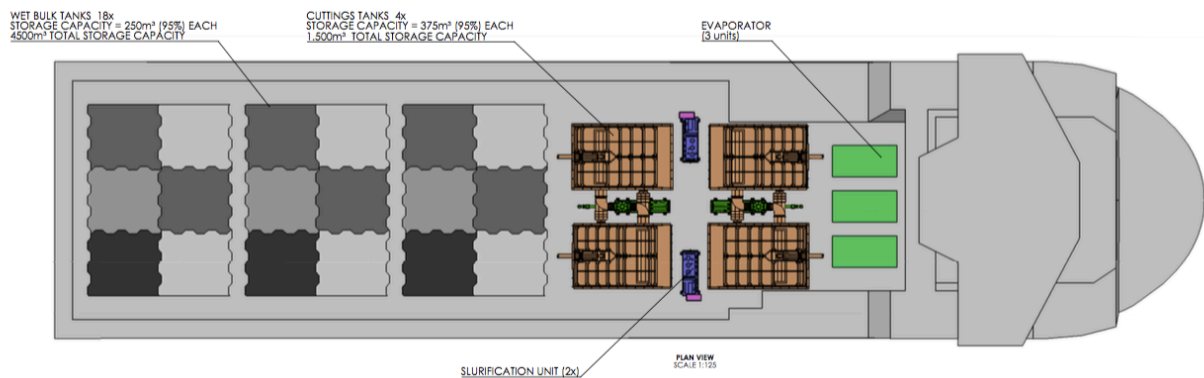 WET BULK TANKS 18x
STORAGE CAPACITY = 250m³ (95%) EACH
4500m³ TOTAL STORAGE CAPACITY
CUTTINGS TANKS 4x
STORAGE CAPACITY = 375m³ (95%) EACH
1,500m³ TOTAL STORAGE CAPACITY
EVAPORATOR
(3 units)
SLURIFICATION UNIT (2x)
PLAN VIEW
SCALE 1:125